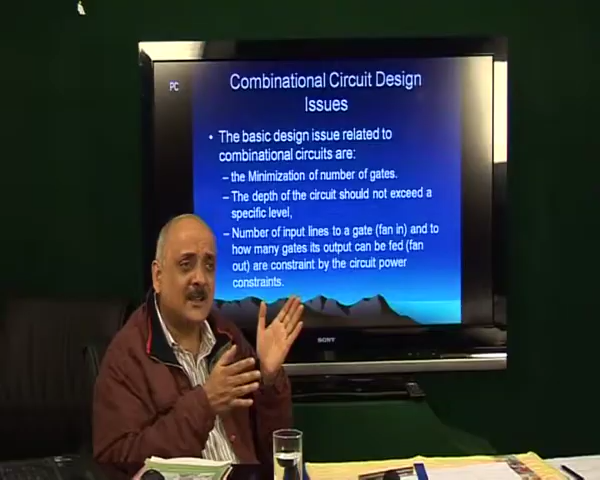 PC
Combinational Circuit Design
Issues
• The basic design issue related to
combinational circuits are:
– the Minimization of number of gates.
– The depth of the circuit should not exceed a
specific level,
– Number of input lines to a gate (fan in) and to
how many gates its output can be fed (fan
out) are constraint by the circuit power
constraints.
SONY